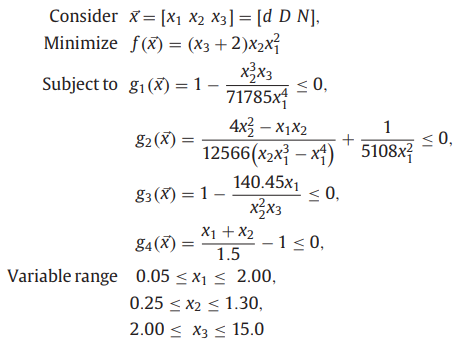 Consider x⃗ = [x₁ x₂ x₃] = [d D N],
Minimize f(x⃗) = (x₃ + 2)x₂x₁²
Subject to g₁(x⃗) = 1 − x₂³x₃ / 71785x₁⁴ ≤ 0,
g₂(x⃗) = 4x₂² − x₁x₂ / 12566(x₂x₁³ − x₁⁴) + 1 / 5108x₁² ≤ 0,
g₃(x⃗) = 1 − 140.45x₁ / x₂²x₃ ≤ 0,
g₄(x⃗) = x₁ + x₂ / 1.5 − 1 ≤ 0,
Variable range 0.05 ≤ x₁ ≤ 2.00,
0.25 ≤ x₂ ≤ 1.30,
2.00 ≤ x₃ ≤ 15.0